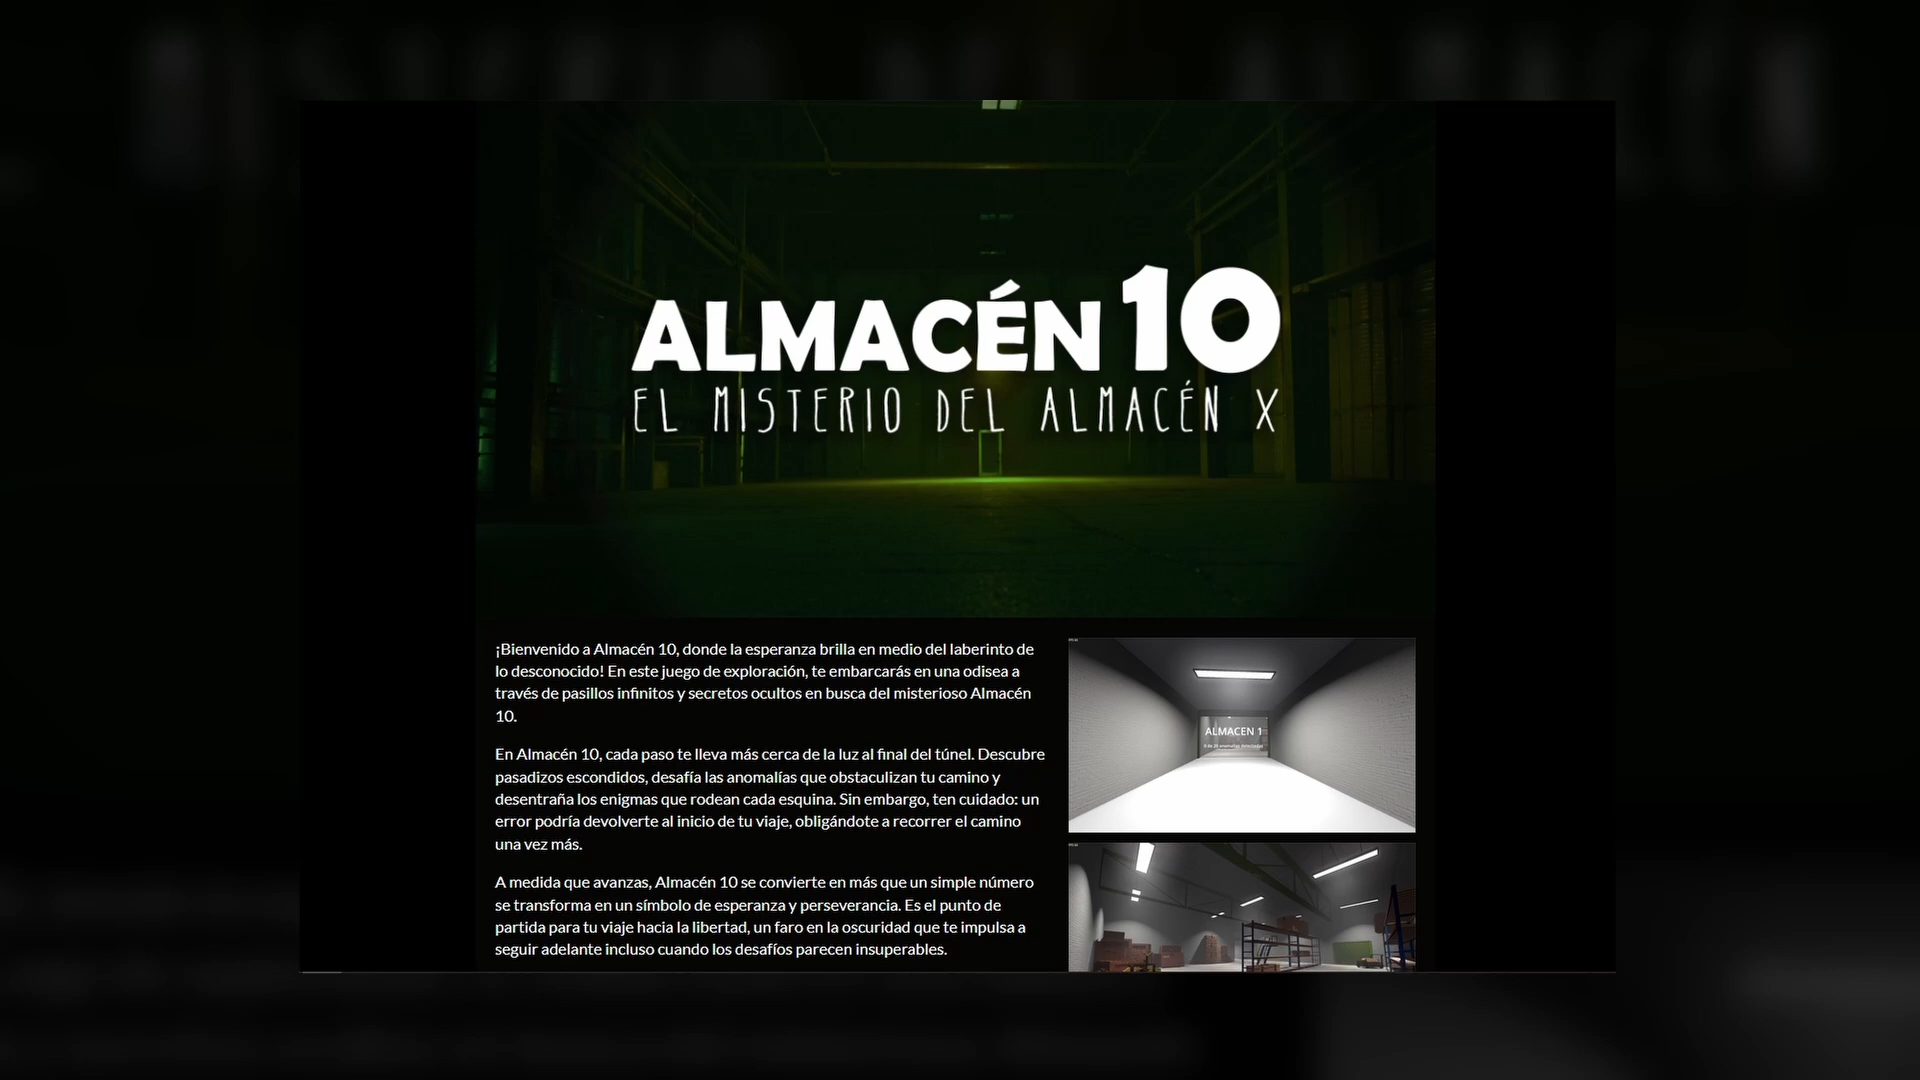 ALMACÉN 10
EL MISTERIO DEL ALMACÉN X
¡Bienvenido a Almacén 10, donde la esperanza brilla en medio del laberinto de
lo desconocido! En este juego de exploración, te embarcarás en una odisea a
través de pasillos infinitos y secretos ocultos en busca del misterioso Almacén
10.
En Almacén 10, cada paso te lleva más cerca de la luz al final del túnel. Descubre
pasadizos escondidos, desafía las anomalías que obstaculizan tu camino y
desentraña los enigmas que rodean cada esquina. Sin embargo, ten cuidado: un
error podría devolverte al inicio de tu viaje, obligándote a recorrer el camino
una vez más.
A medida que avanzas, Almacén 10 se convierte en más que un simple número
se transforma en un símbolo de esperanza y perseverancia. Es el punto de
partida para tu viaje hacia la libertad, un faro en la oscuridad que te impulsa a
seguir adelante incluso cuando los desafíos parecen insuperables.
ALMACEN 1
0 de 20 anomalías detectadas